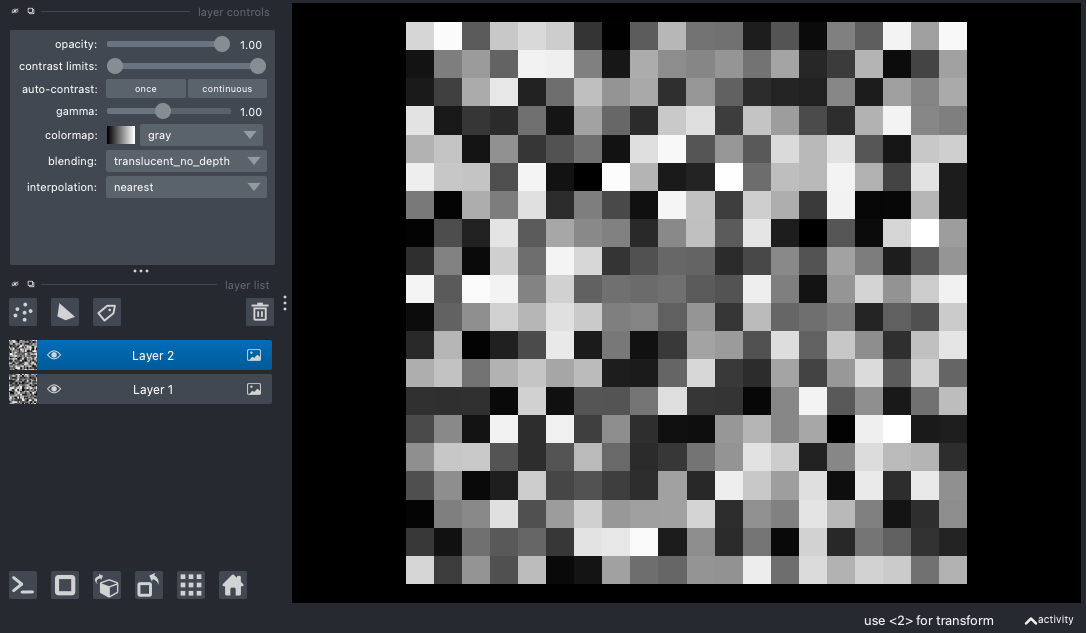 layer controls
opacity: 1.00
contrast limits:
auto-contrast: once continuous
gamma: 1.00
colormap: gray
blending: translucent_no_depth
interpolation: nearest
layer list
Layer 2
Layer 1
use <2> for transform activity